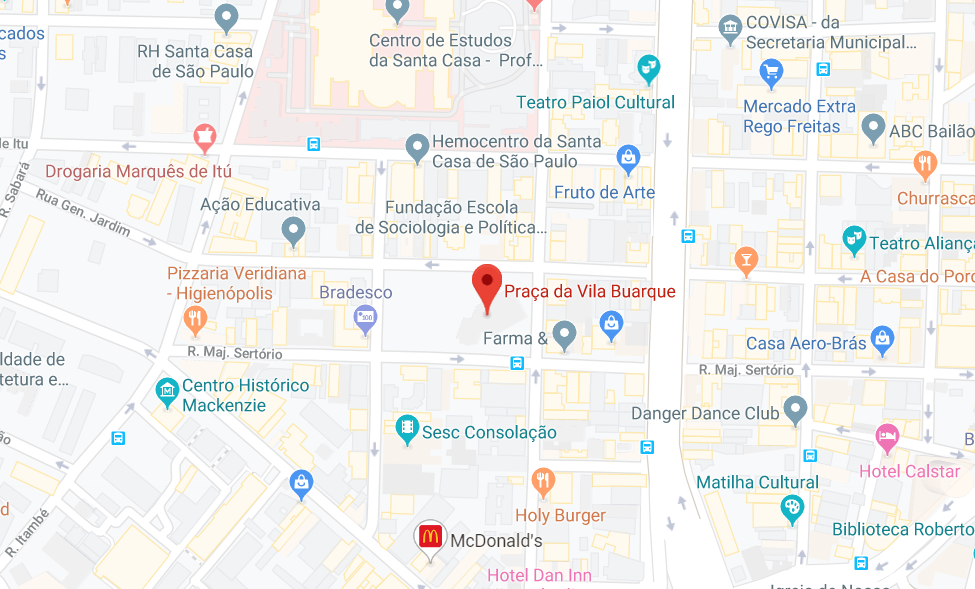 COVISA - da
Secretaria Municipal...
cados
s
Centro de Estudos
da Santa Casa - Prof...
RH Santa Casa
de São Paulo
Teatro Paiol Cultural
Mercado Extra
Rego Freitas
ABC Bailão
de Itu
Hemocentro da Santa
Casa de São Paulo
Drogaria Marquês de Itú
Fruto de Arte
Churrasca
R. Sabará
Rua Gen. Jardim
Ação Educativa
Fundação Escola
de Sociologia e Política...
Teatro Alianç
Pizzaria Veridiana
- Higienópolis
Bradesco
$00
Praça da Vila Buarque
A Casa do Porc
Farma &
Casa Aero-Brás
R. Maj. Sertório
R. Maj. Sertório
ldade de
tetura e...
Centro Histórico
Mackenzie
Danger Dance Club
Sesc Consolação
ão
B
Hotel Calstar
Matilha Cultural
d
Holy Burger
R. Itambé
McDonald's
Biblioteca Roberto
Hotel Dan Inn